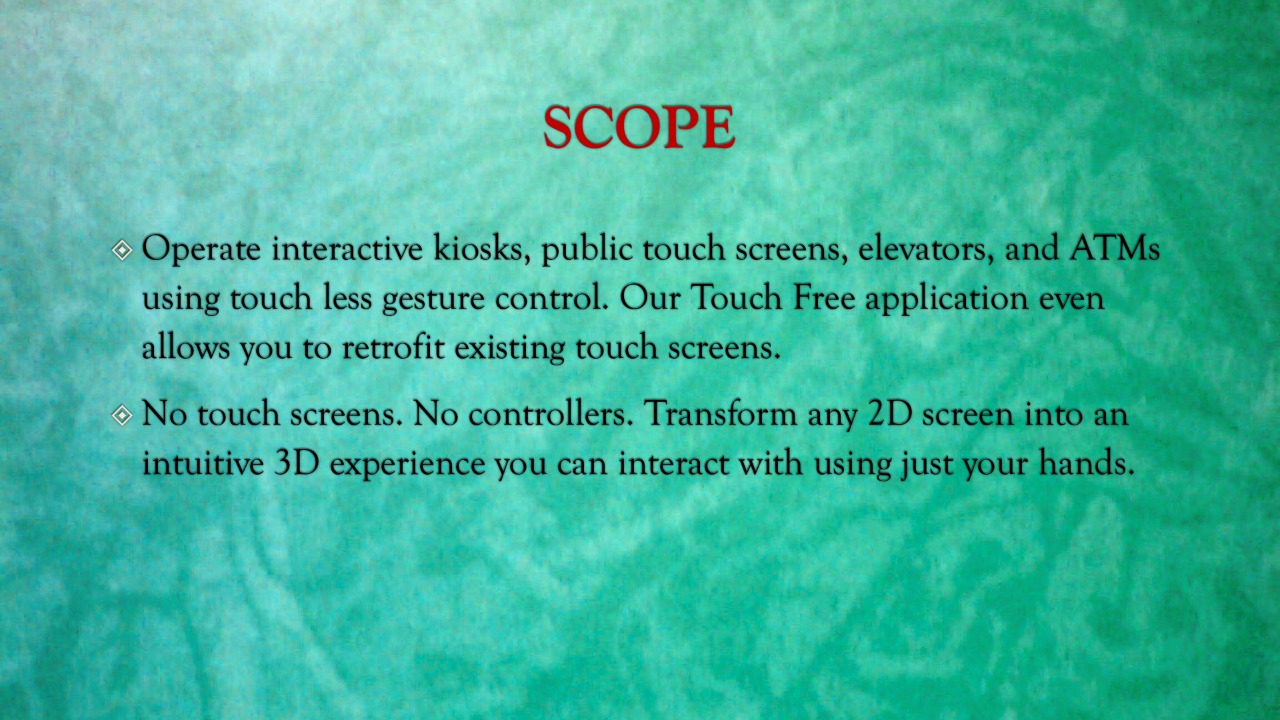 SCOPE
Operate interactive kiosks, public touch screens, elevators, and ATMs
using touch less gesture control. Our Touch Free application even
allows you to retrofit existing touch screens.
No touch screens. No controllers. Transform any 2D screen into an
intuitive 3D experience you can interact with using just your hands.